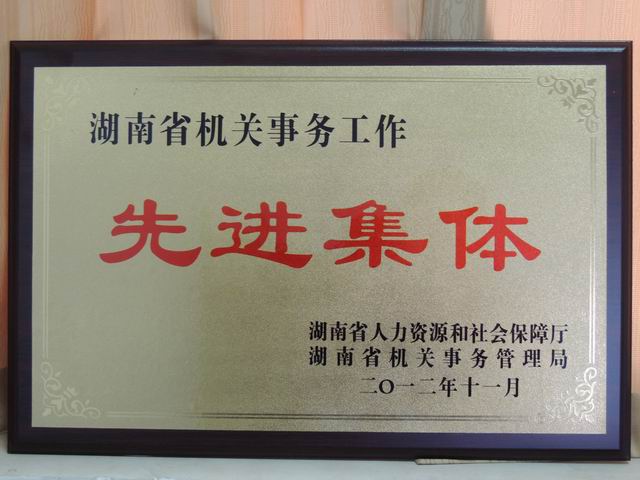 湖南省机关事务工作
先进集体
湖南省人力资源和社会保障厅
湖南省机关事务管理局
二〇一二年十一月